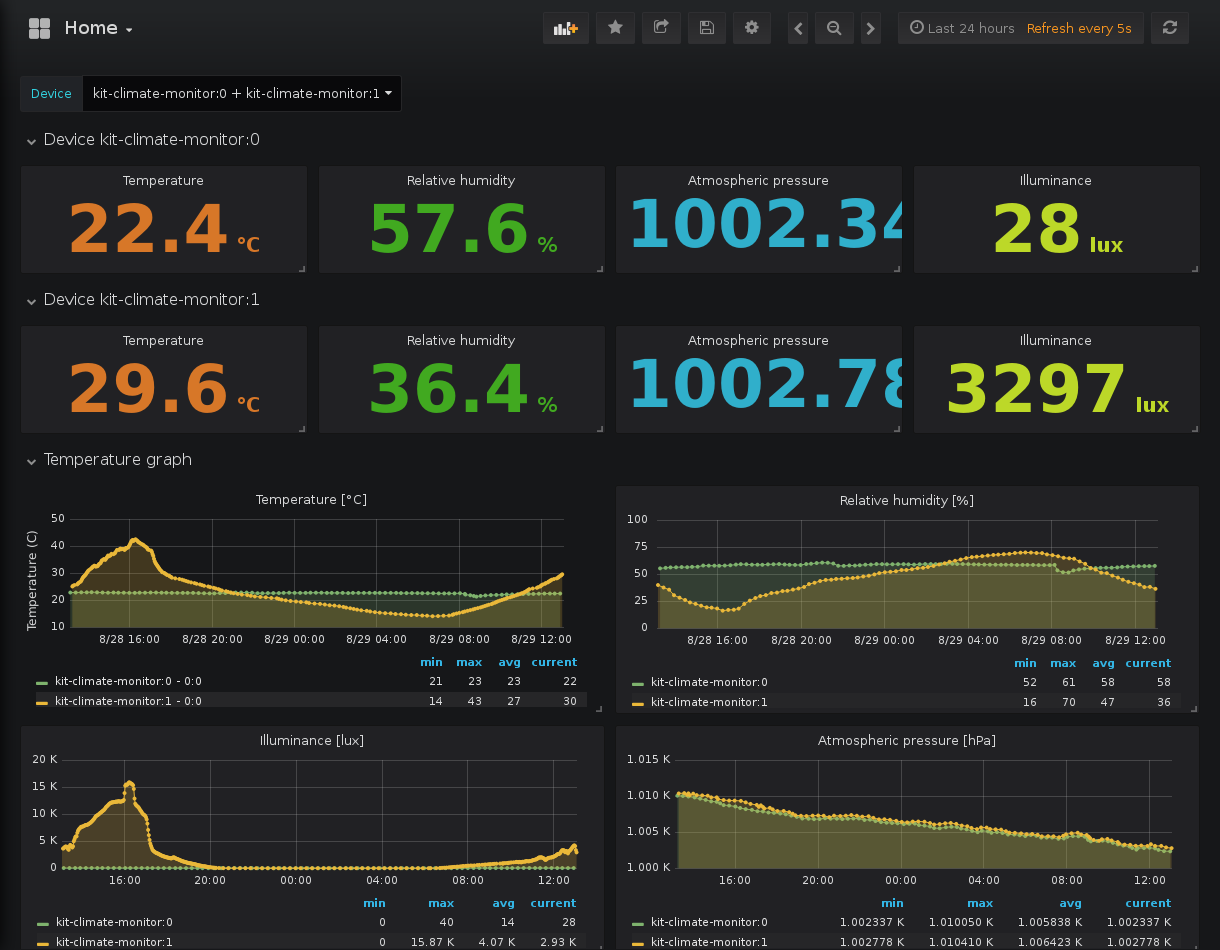 Home
Last 24 hours Refresh every 5s
Device kit-climate-monitor:0 + kit-climate-monitor:1
Device kit-climate-monitor:0
Temperature Relative humidity Atmospheric pressure Illuminance
22.4 °C 57.6 % 1002.34 28 lux
Device kit-climate-monitor:1
Temperature Relative humidity Atmospheric pressure Illuminance
29.6 °C 36.4 % 1002.78 3297 lux
Temperature graph
Temperature [°C]
Temperature (C)
50
40
30
20
10
8/28 16:00 8/28 20:00 8/29 00:00 8/29 04:00 8/29 08:00 8/29 12:00
min max avg current
kit-climate-monitor:0 - 0:0 21 23 23 22
kit-climate-monitor:1 - 0:0 14 43 27 30
Relative humidity [%]
100
75
50
25
0
8/28 16:00 8/28 20:00 8/29 00:00 8/29 04:00 8/29 08:00 8/29 12:00
min max avg current
kit-climate-monitor:0 52 61 58 58
kit-climate-monitor:1 16 70 47 36
Illuminance [lux]
20 K
15 K
10 K
5 K
0
16:00 20:00 00:00 04:00 08:00 12:00
min max avg current
kit-climate-monitor:0 0 40 14 28
kit-climate-monitor:1 0 15.87 K 4.07 K 2.93 K
Atmospheric pressure [hPa]
1.015 K
1.010 K
1.005 K
1.000 K
16:00 20:00 00:00 04:00 08:00 12:00
min max avg current
kit-climate-monitor:0 1.002337 K 1.010050 K 1.005838 K 1.002337 K
kit-climate-monitor:1 1.002778 K 1.010410 K 1.006423 K 1.002778 K